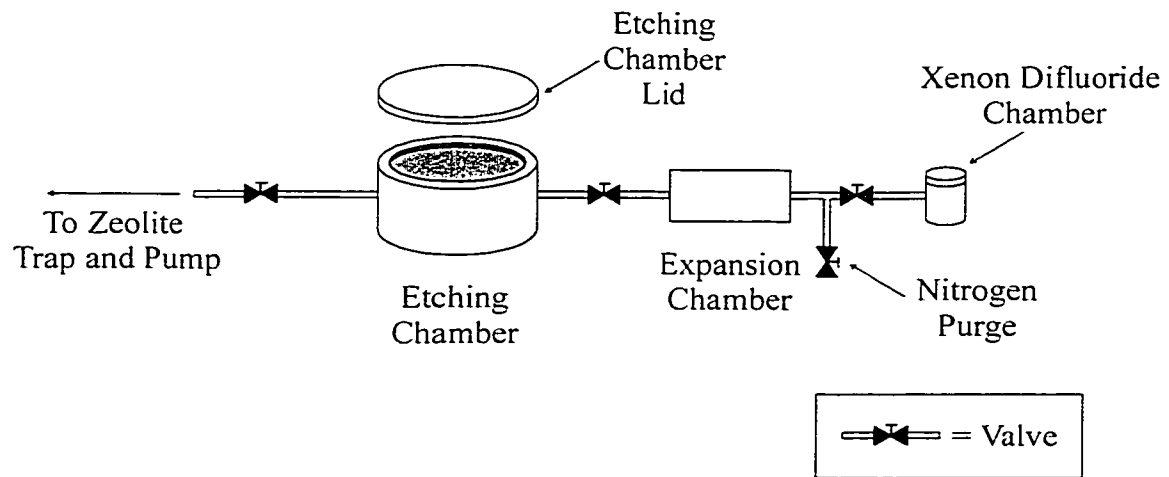 Etching
Chamber
Lid
Xenon Difluoride
Chamber
To Zeolite
Trap and Pump
Etching
Chamber
Expansion
Chamber
Nitrogen
Purge
= Valve